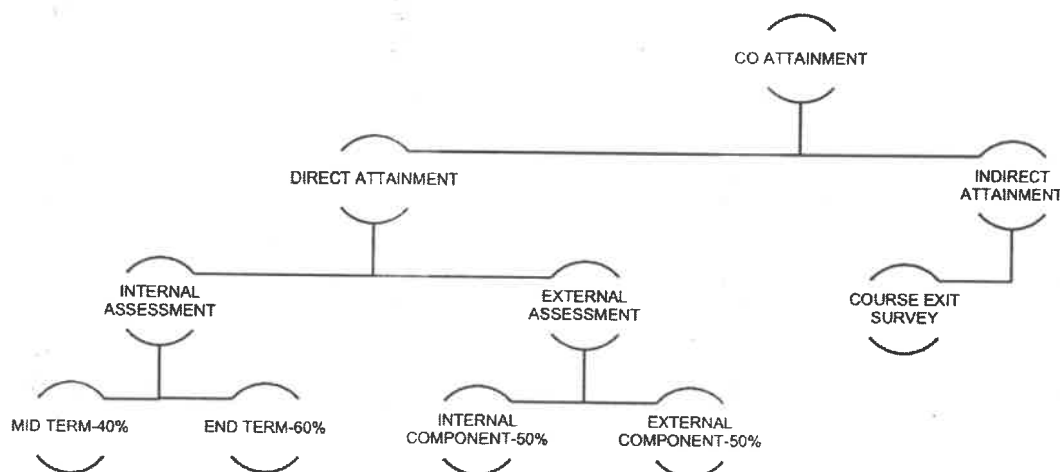 CO ATTAINMENT
DIRECT ATTAINMENT
INDIRECT
ATTAINMENT
INTERNAL
ASSESSMENT
EXTERNAL
ASSESSMENT
COURSE EXIT
SURVEY
MID TERM-40%
END TERM-60%
INTERNAL
COMPONENT-50%
EXTERNAL
COMPONENT-50%